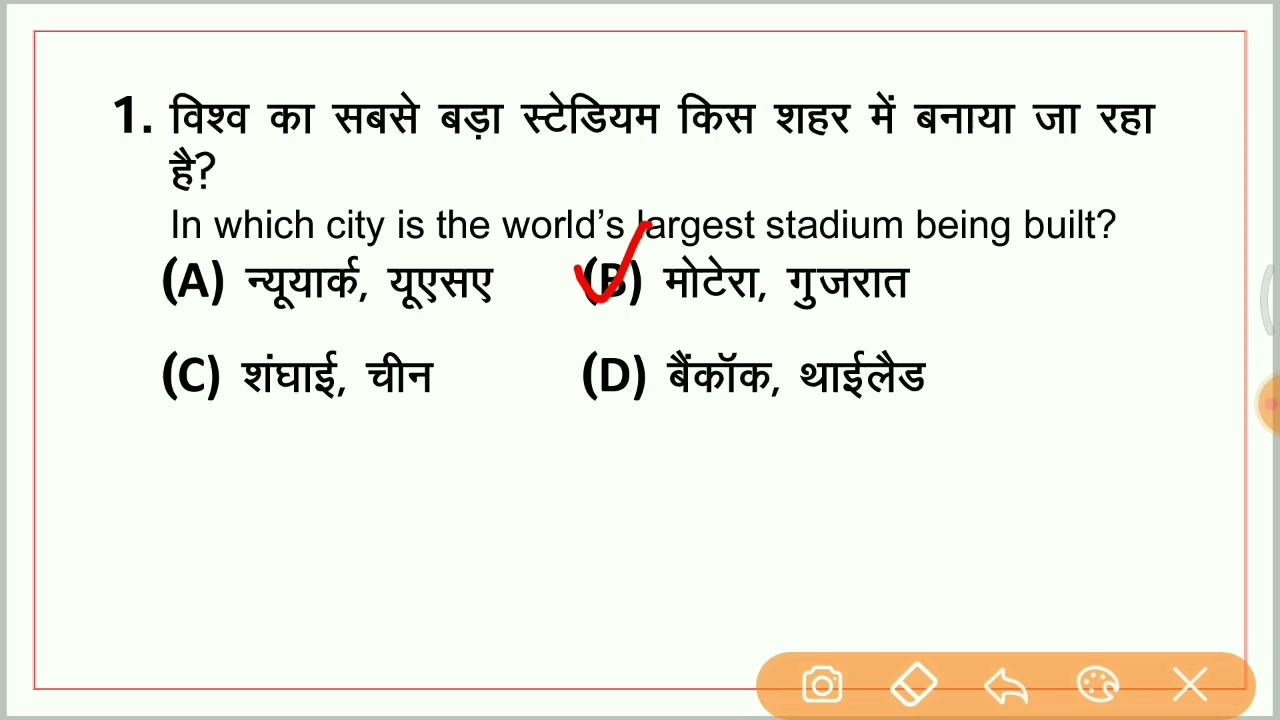 1. विश्व का सबसे बड़ा स्टेडियम किस शहर में बनाया जा रहा
है?
In which city is the world's largest stadium being built?
(A) न्यूयार्क, यूएसए (B) मोटेरा, गुजरात
(C) शंघाई, चीन (D) बैंकॉक, थाईलैड